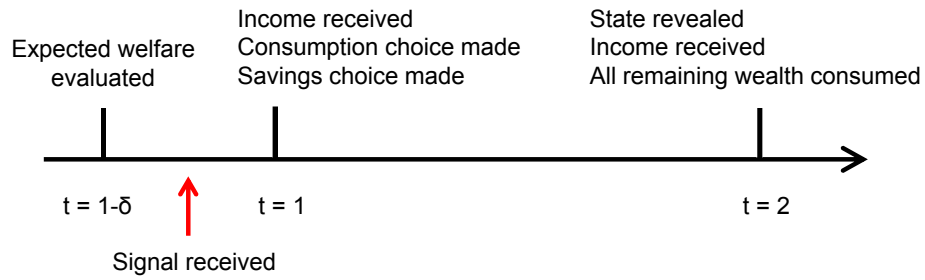 Expected welfare
evaluated
Income received
Consumption choice made
Savings choice made
State revealed
Income received
All remaining wealth consumed
t = 1-δ
t = 1
t = 2
Signal received